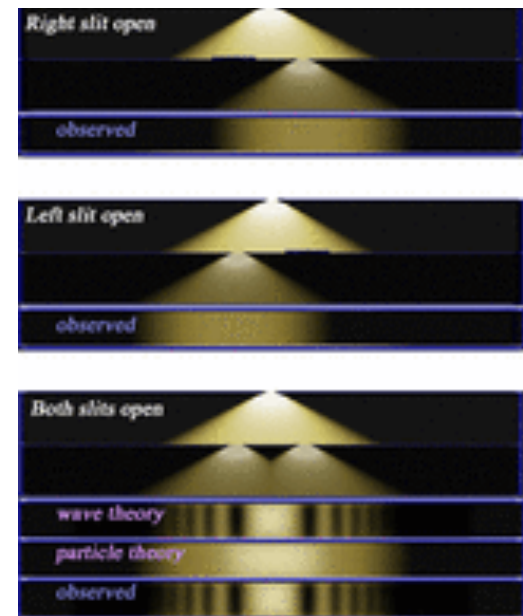 Right slit open
observed
Left slit open
observed
Both slits open
wave theory
particle theory
observed